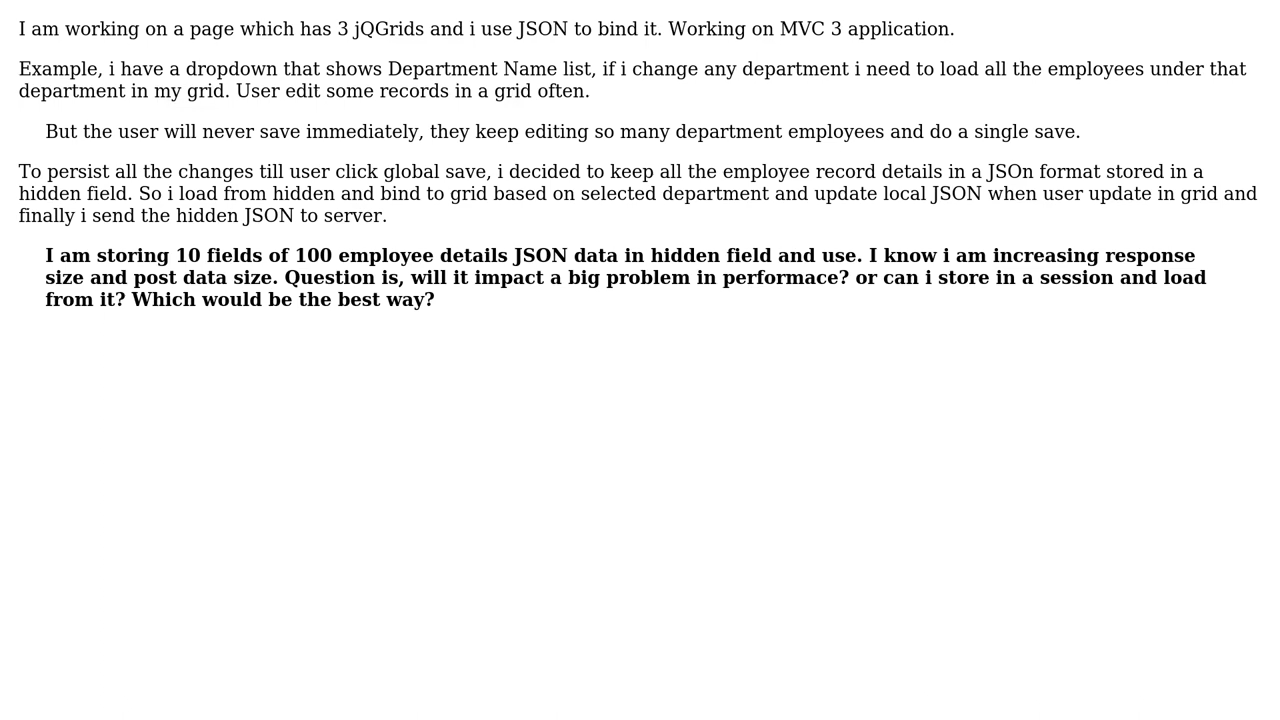 I am working on a page which has 3 jQGrids and i use JSON to bind it. Working on MVC 3 application.
Example, i have a dropdown that shows Department Name list, if i change any department i need to load all the employees under that
department in my grid. User edit some records in a grid often.
But the user will never save immediately, they keep editing so many department employees and do a single save.
To persist all the changes till user click global save, i decided to keep all the employee record details in a JSOn format stored in a
hidden field. So i load from hidden and bind to grid based on selected department and update local JSON when user update in grid and
finally i send the hidden JSON to server.
I am storing 10 fields of 100 employee details JSON data in hidden field and use. I know i am increasing response
size and post data size. Question is, will it impact a big problem in performace? or can i store in a session and load
from it? Which would be the best way?